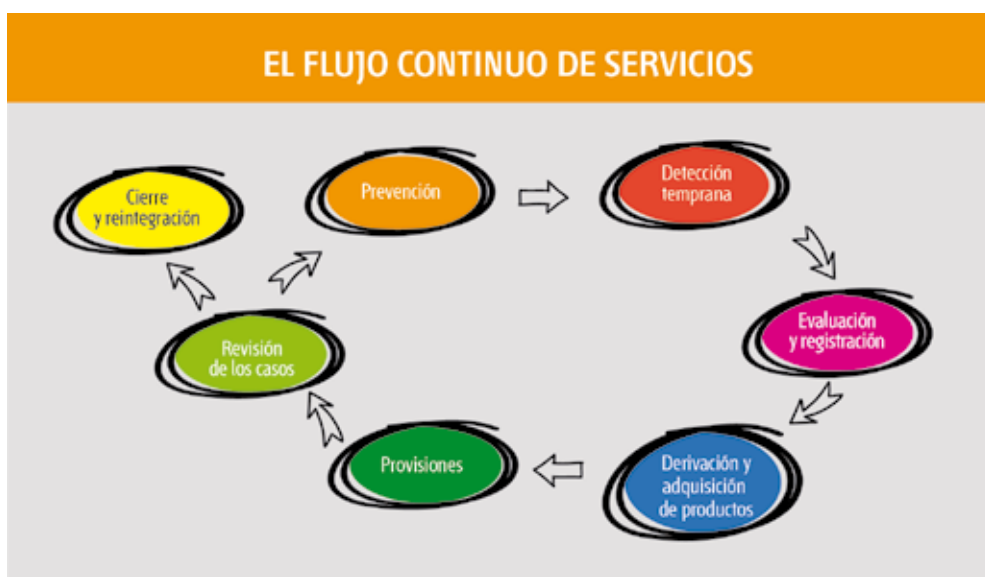 EL FLUJO CONTINUO DE SERVICIOS
Cierre
y reintegración
Prevención
Detección
temprana
Evaluación
y registración
Revisión
de los casos
Provisiones
Derivación y
adquisición
de productos